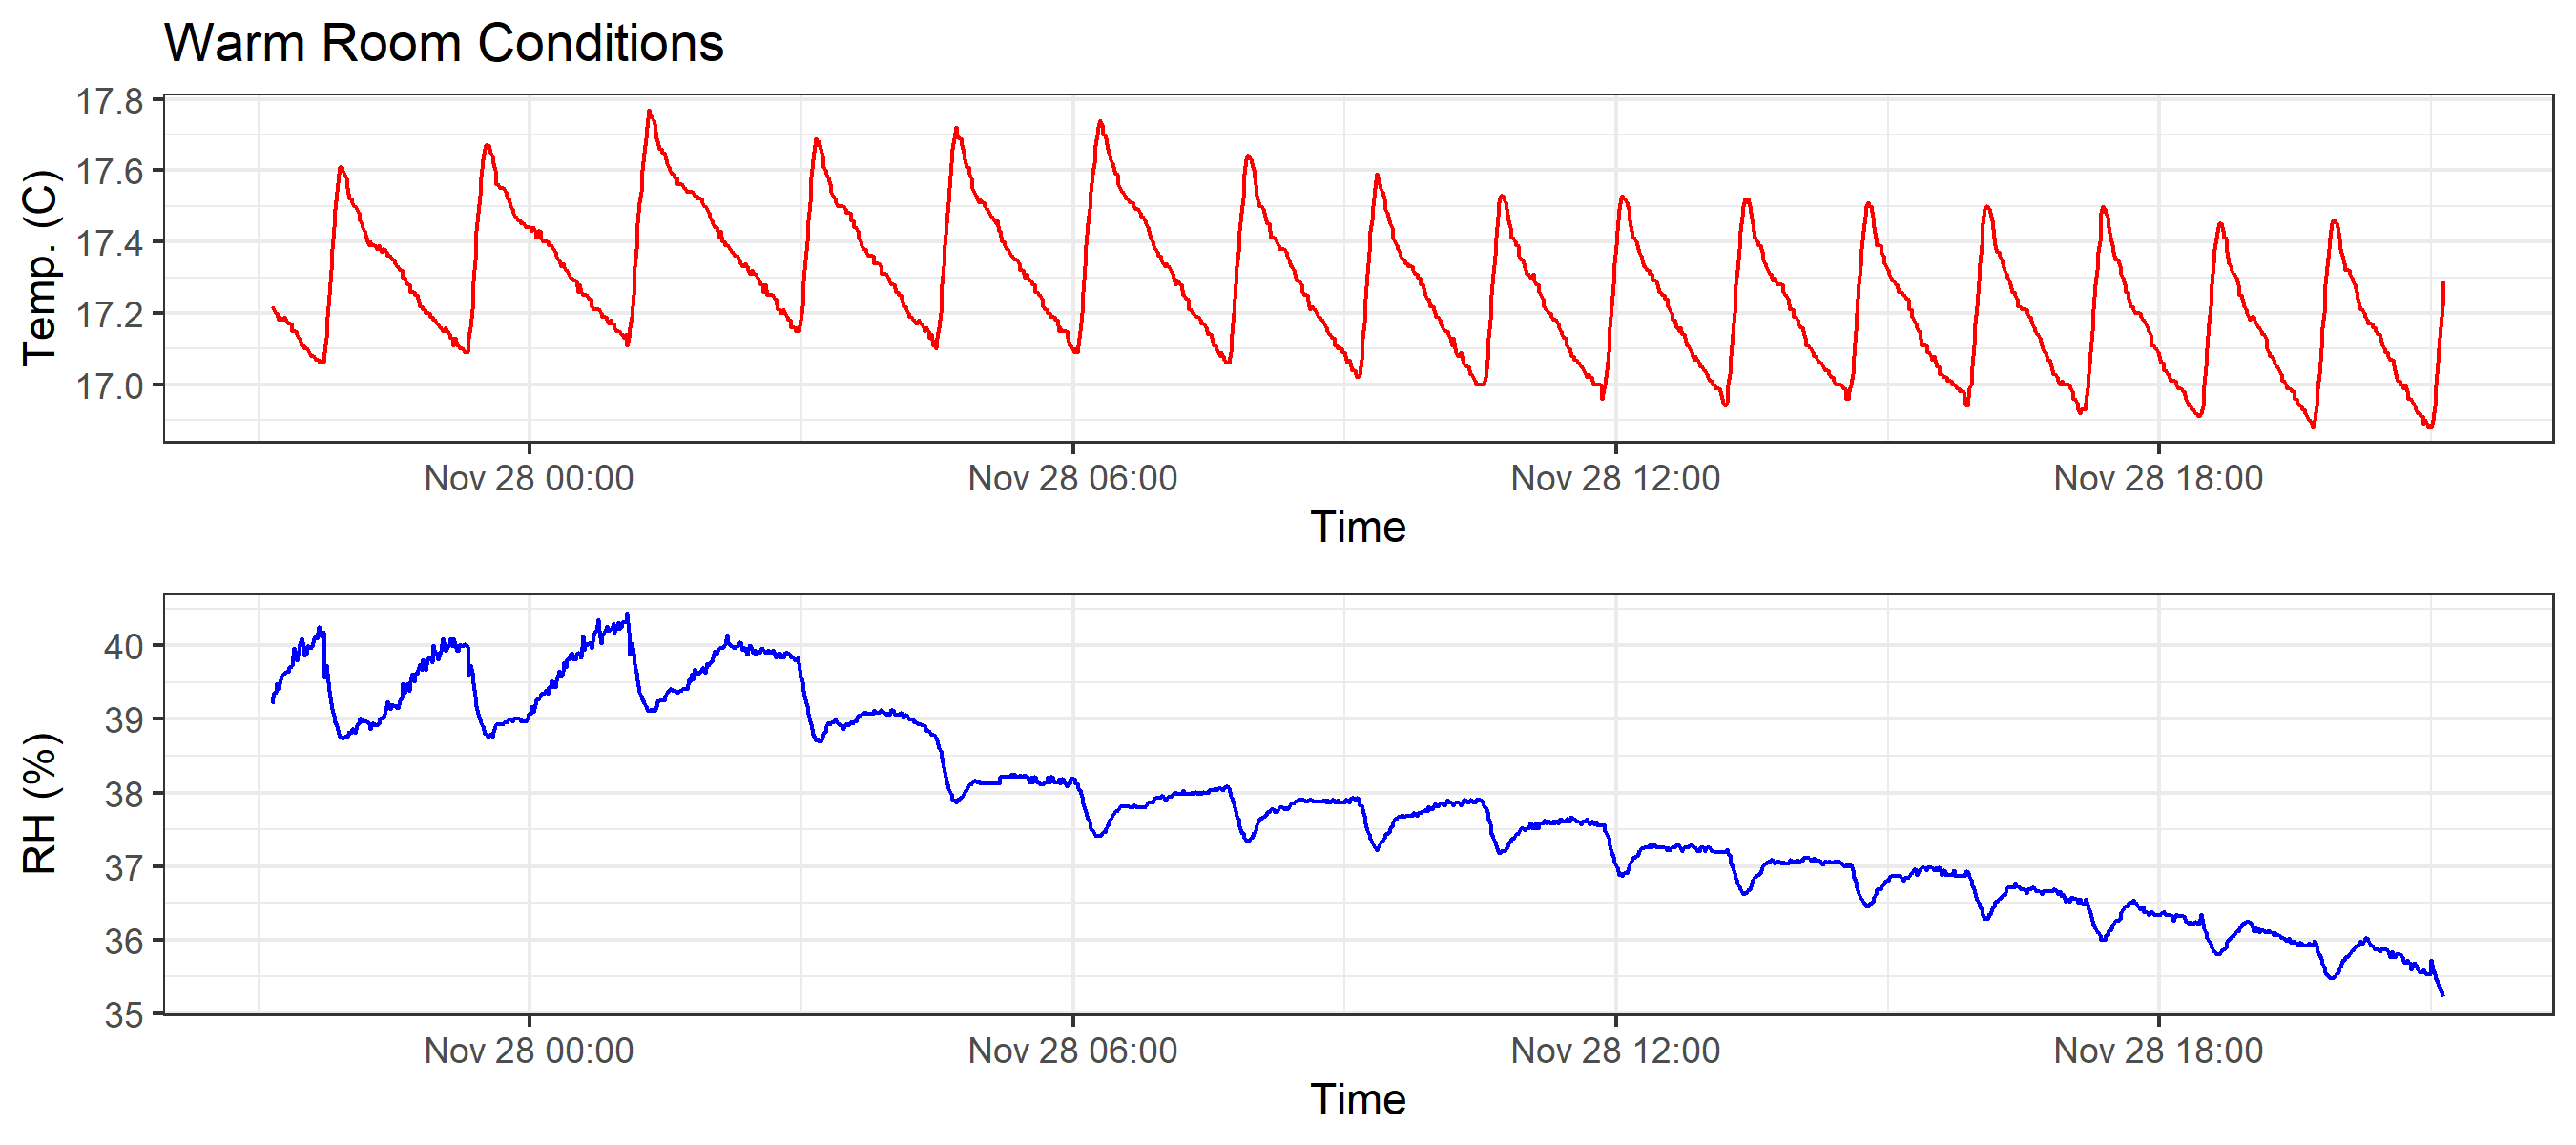 Warm Room Conditions
17.8
17.6
17.4
17.2
17.0
Temp. (C)
Nov 28 00:00 Nov 28 06:00 Nov 28 12:00 Nov 28 18:00
Time
40
39
38
37
36
35
RH (%)
Nov 28 00:00 Nov 28 06:00 Nov 28 12:00 Nov 28 18:00
Time